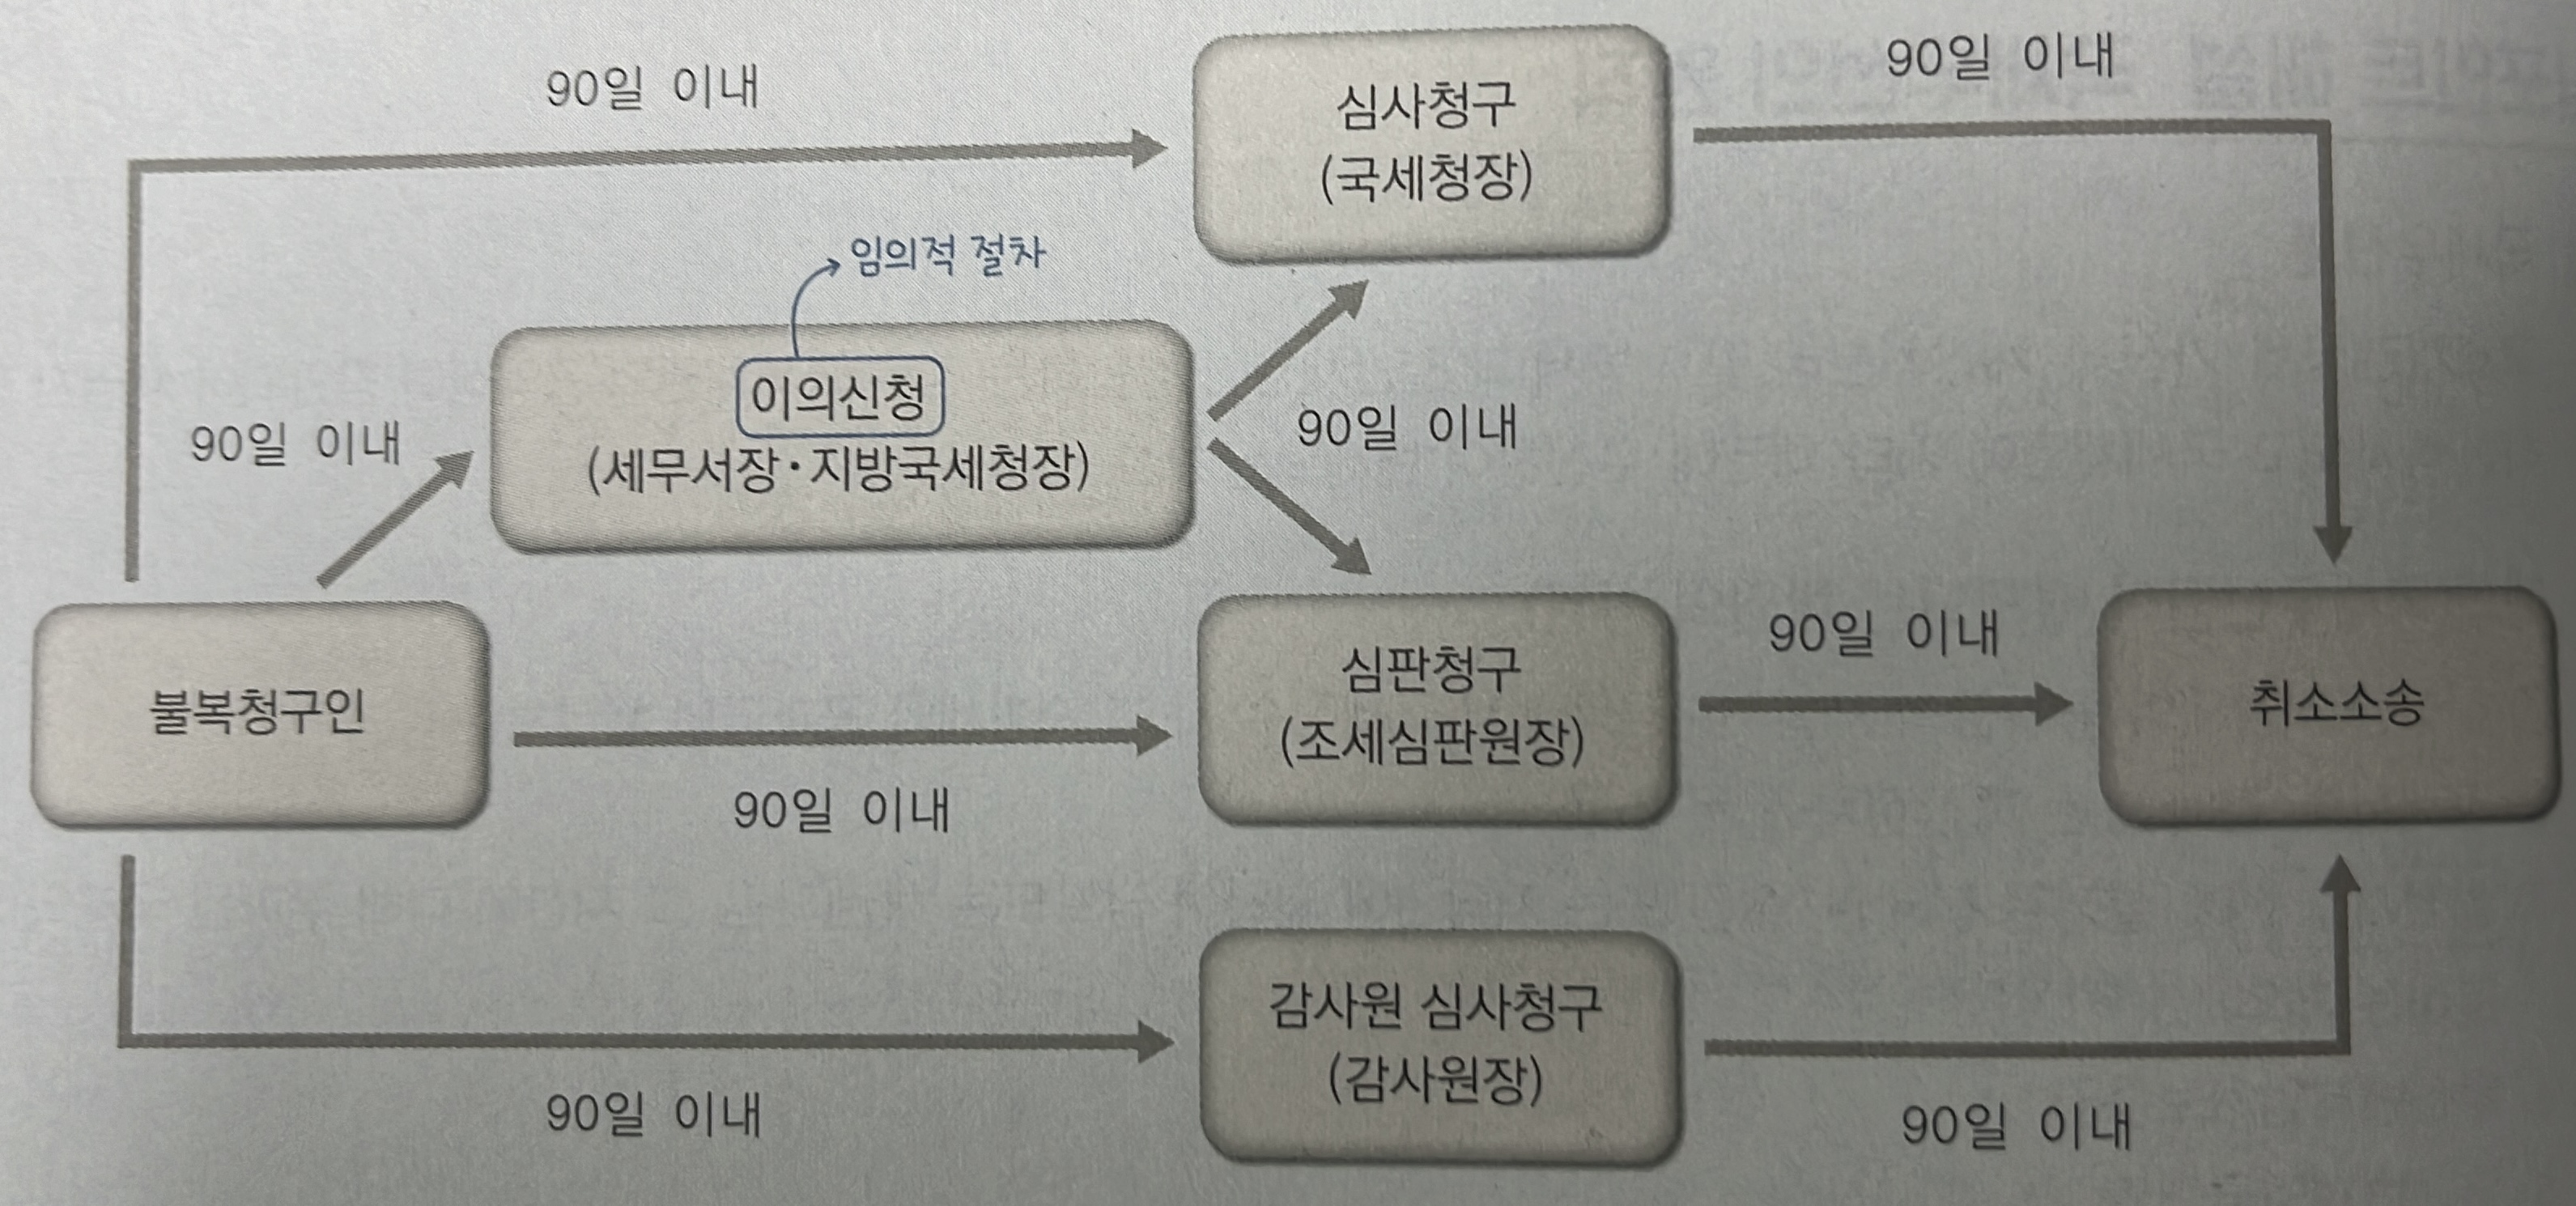 90일 이내
심사청구
(국세청장)
90일 이내
임의적 절차
이의신청
(세무서장·지방국세청장)
90일 이내
90일 이내
불복청구인
90일 이내
심판청구
(조세심판원장)
90일 이내
취소소송
감사원 심사청구
(감사원장)
90일 이내
90일 이내